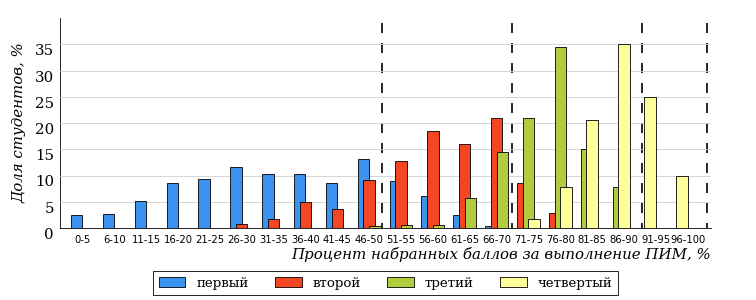 Доля студентов, %
35
30
25
20
15
10
5
0
0-5 6-10 11-15 16-20 21-25 26-30 31-35 36-40 41-45 46-50 51-55 56-60 61-65 66-70 71-75 76-80 81-85 86-90 91-95 96-100
Процент набранных баллов за выполнение ПИМ, %
первый второй третий четвертый